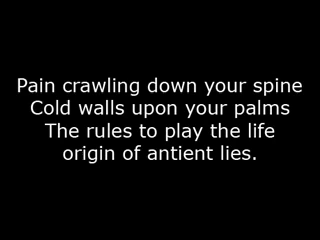 Pain crawling down your spine
Cold walls upon your palms
The rules to play the life
origin of antient lies.